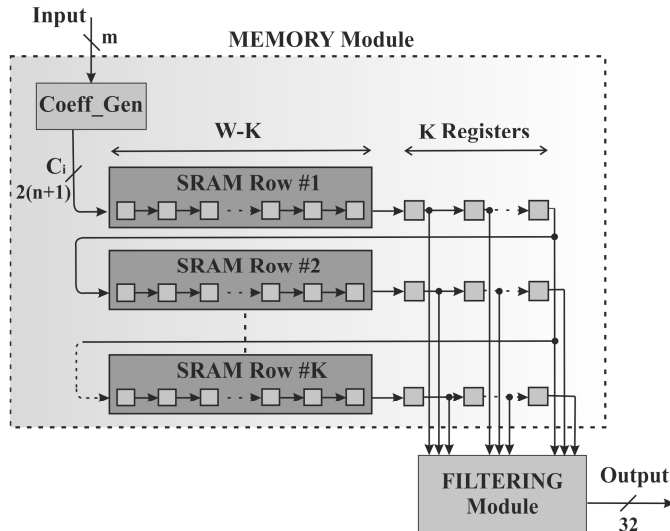 Input
m
MEMORY Module
Coeff_Gen
W-K
K Registers
Ci
2(n+1)
SRAM Row #1
SRAM Row #2
SRAM Row #K
FILTERING
Module
Output
32